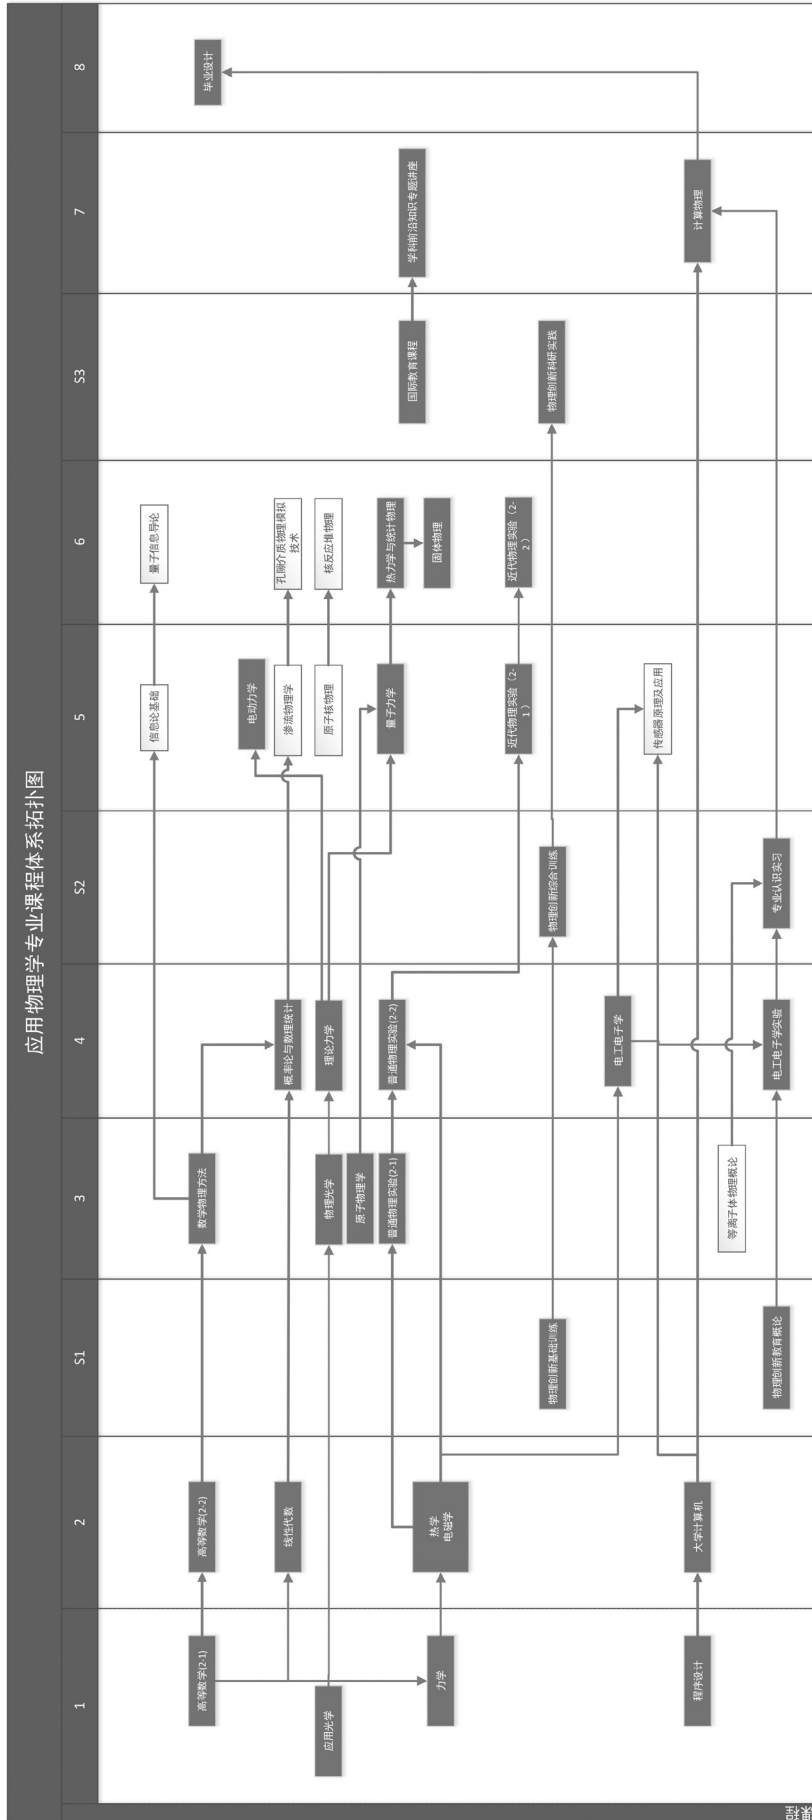 应用物理学专业课程体系拓扑图
1
2
S1
3
4
S2
5
6
S3
7
8
高等数学(2-1)
应用光学
力学
程序设计
高等数学(2-2)
线性代数
热学
电磁学
大学计算机
物理创新基础训练
物理创新教育概论
数学物理方法
物理光学
原子物理学
普通物理实验(2-1)
等离子体物理概论
概率论与数理统计
理论力学
普通物理实验(2-2)
电工电子学
电工电子学实验
物理创新综合训练
专业认识实习
信息论基础
电动力学
渗流物理学
原子核物理
量子力学
近代物理实验（2-
1）
传感器原理及应用
量子信息导论
孔隙介质物理模拟
技术
核反应堆物理
热力学与统计物理
固体物理
近代物理实验（2-
2）
国际教育课程
物理创新科研实践
学科前沿知识专题讲座
计算物理
毕业设计